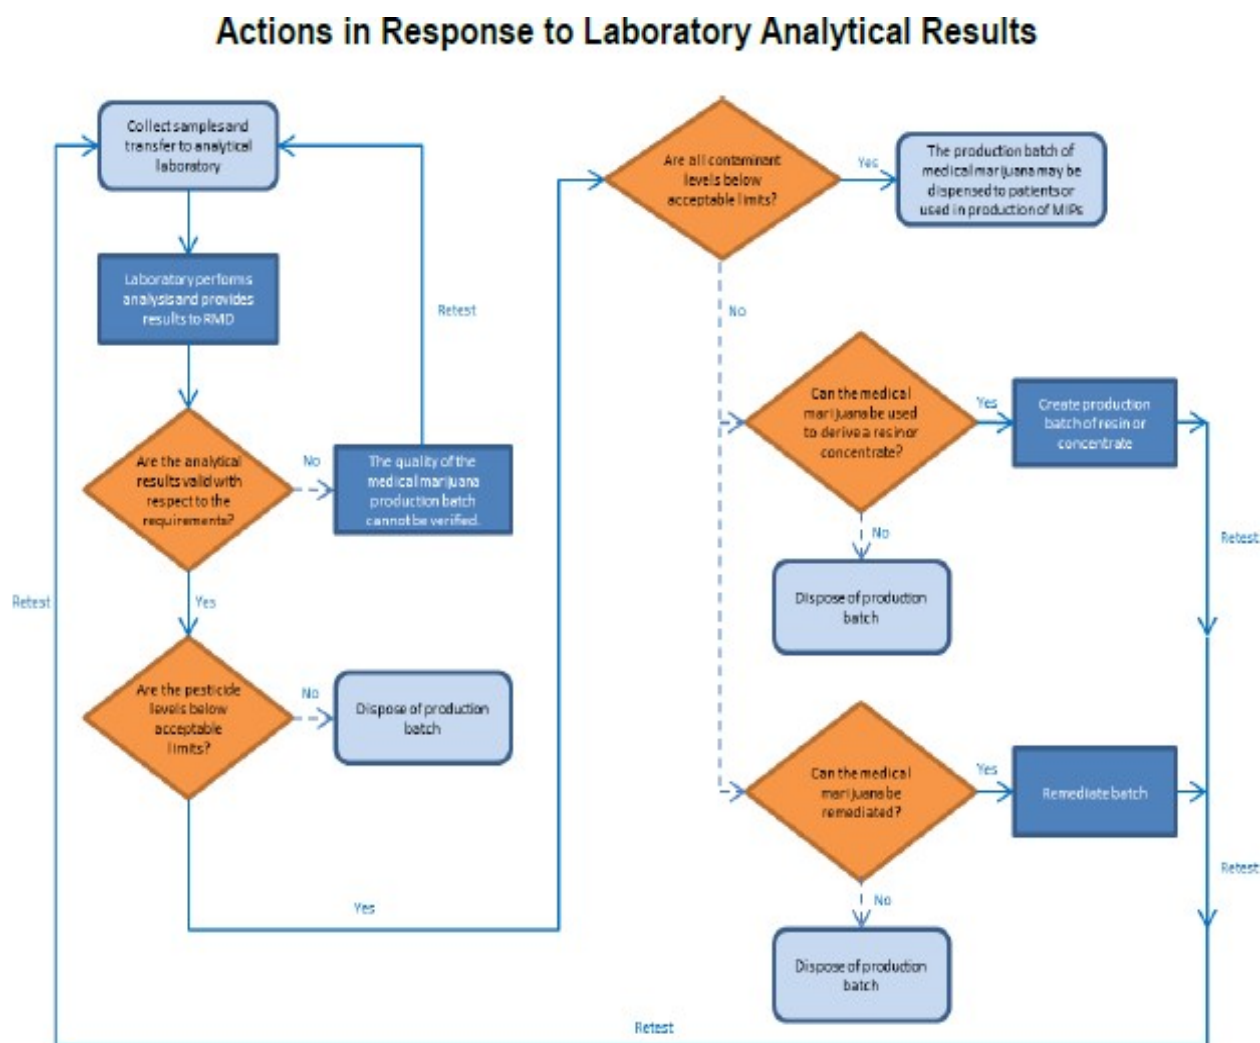 Actions in Response to Laboratory Analytical Results
Collect samples and
transfer to analytical
laboratory
Laboratory performs
analysis and provides
results to RMD
Retest
Are the analytical
results valid with
respect to the
requirements?
No
The quality of the
medical marijuana
production batch
cannot be verified.
Retest
Yes
Are the pesticide
levels below
acceptable
limits?
No
Dispose of production
batch
Yes
Are all contaminant
levels below
acceptable limits?
Yes
The production batch of
medical marijuana may be
dispensed to patients or
used in production of MIPs
No
Can the medical
marijuana be used
to derive a resin or
concentrate?
Yes
Create production
batch of resin or
concentrate
No
Retest
Dispose of production
batch
Can the medical
marijuana be
remediated?
Yes
Remediate batch
Retest
No
Dispose of production
batch
Retest